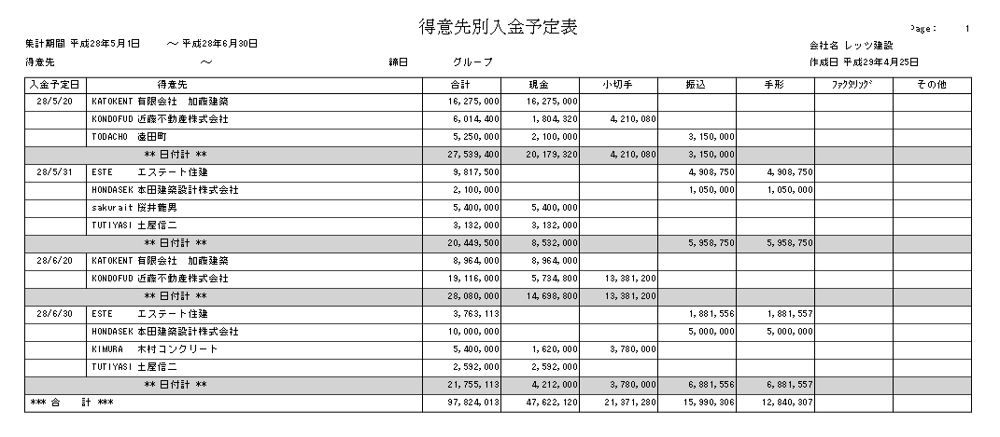 得意先別入金予定表
Page: 1
集計期間 平成28年5月1日 ～ 平成28年6月30日
会社名 レッツ建設
得意先 ～ 締日 グループ
作成日 平成29年4月25日
入金予定日 得意先 合計 現金 小切手 振込 手形 ファクタリング その他
28/5/20 KATOKENT 有限会社 加藤建築 16,275,000 16,275,000
KONDOFUD 近藤不動産株式会社 6,014,400 1,804,320 4,210,080
TODACHO 遠田町 5,250,000 2,100,000 3,150,000
** 日付計 ** 27,539,400 20,179,320 4,210,080 3,150,000
28/5/31 ESTE エステート住建 9,817,500 4,908,750 4,908,750
HONDASEK 本田建築設計株式会社 2,100,000 1,050,000 1,050,000
sakurait 桜井龍男 5,400,000 5,400,000
TUTIYASI 土屋信二 3,132,000 3,132,000
** 日付計 ** 20,449,500 8,532,000 5,958,750 5,958,750
28/6/20 KATOKENT 有限会社 加藤建築 8,964,000 8,964,000
KONDOFUD 近藤不動産株式会社 19,116,000 5,734,800 13,381,200
** 日付計 ** 28,080,000 14,698,800 13,381,200
28/6/30 ESTE エステート住建 3,763,113 1,881,556 1,881,557
HONDASEK 本田建築設計株式会社 10,000,000 5,000,000 5,000,000
KIMURA 木村コンクリート 5,400,000 1,620,000 3,780,000
TUTIYASI 土屋信二 2,592,000 2,592,000
** 日付計 ** 21,755,113 4,212,000 3,780,000 6,881,556 6,881,557
*** 合 計 *** 97,824,013 47,622,120 21,371,280 15,990,306 12,840,307